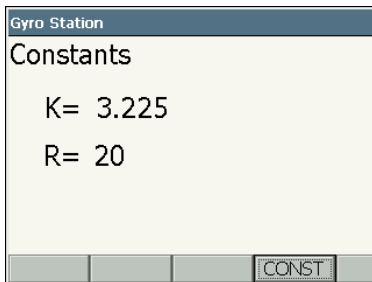 Gyro Station
Constants
K= 3.225
R= 20
CONST